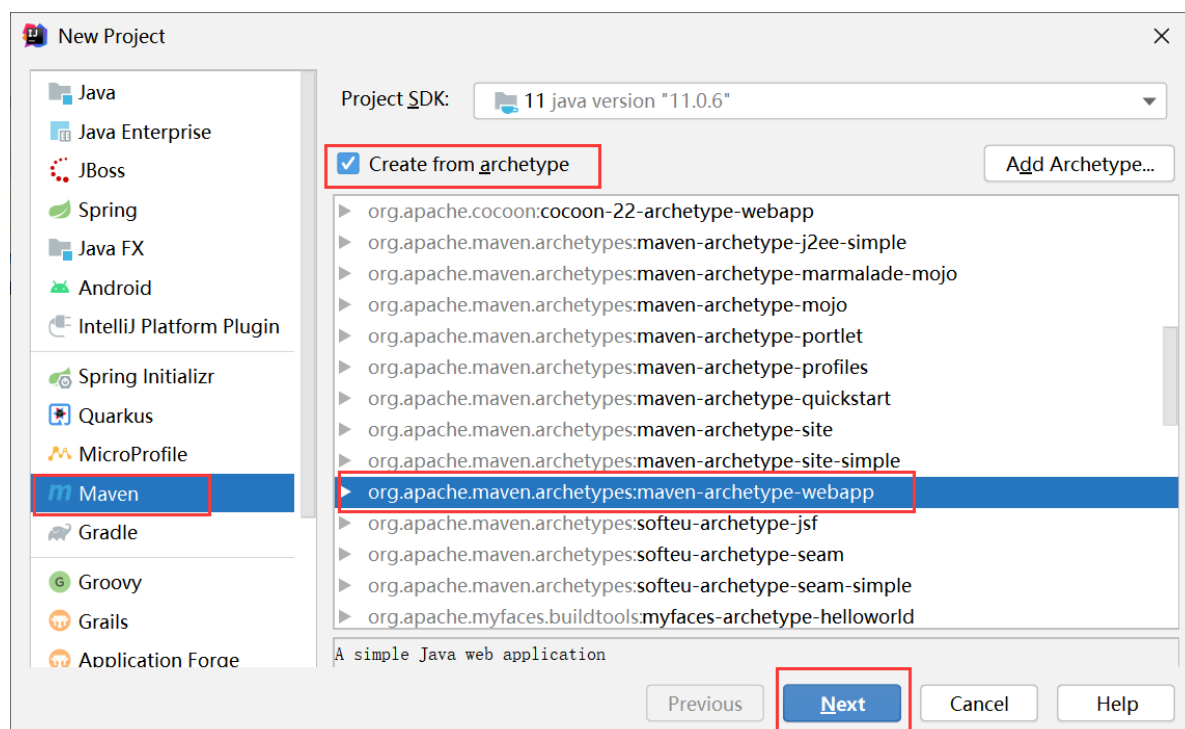 New Project
Java
Java Enterprise
JBoss
Spring
Java FX
Android
IntelliJ Platform Plugin
Spring Initializr
Quarkus
MicroProfile
Maven
Gradle
Groovy
Grails
Application Forge
Project SDK: 11 java version "11.0.6"
Create from archetype
Add Archetype...
org.apache.cocoon:cocoon-22-archetype-webapp
org.apache.maven.archetypes:maven-archetype-j2ee-simple
org.apache.maven.archetypes:maven-archetype-marmalade-mojo
org.apache.maven.archetypes:maven-archetype-mojo
org.apache.maven.archetypes:maven-archetype-portlet
org.apache.maven.archetypes:maven-archetype-profiles
org.apache.maven.archetypes:maven-archetype-quickstart
org.apache.maven.archetypes:maven-archetype-site
org.apache.maven.archetypes:maven-archetype-site-simple
org.apache.maven.archetypes:maven-archetype-webapp
org.apache.maven.archetypes:softeu-archetype-jsf
org.apache.maven.archetypes:softeu-archetype-seam
org.apache.maven.archetypes:softeu-archetype-seam-simple
org.apache.myfaces.buildtools:myfaces-archetype-helloworld
A simple Java web application
Previous
Next
Cancel
Help